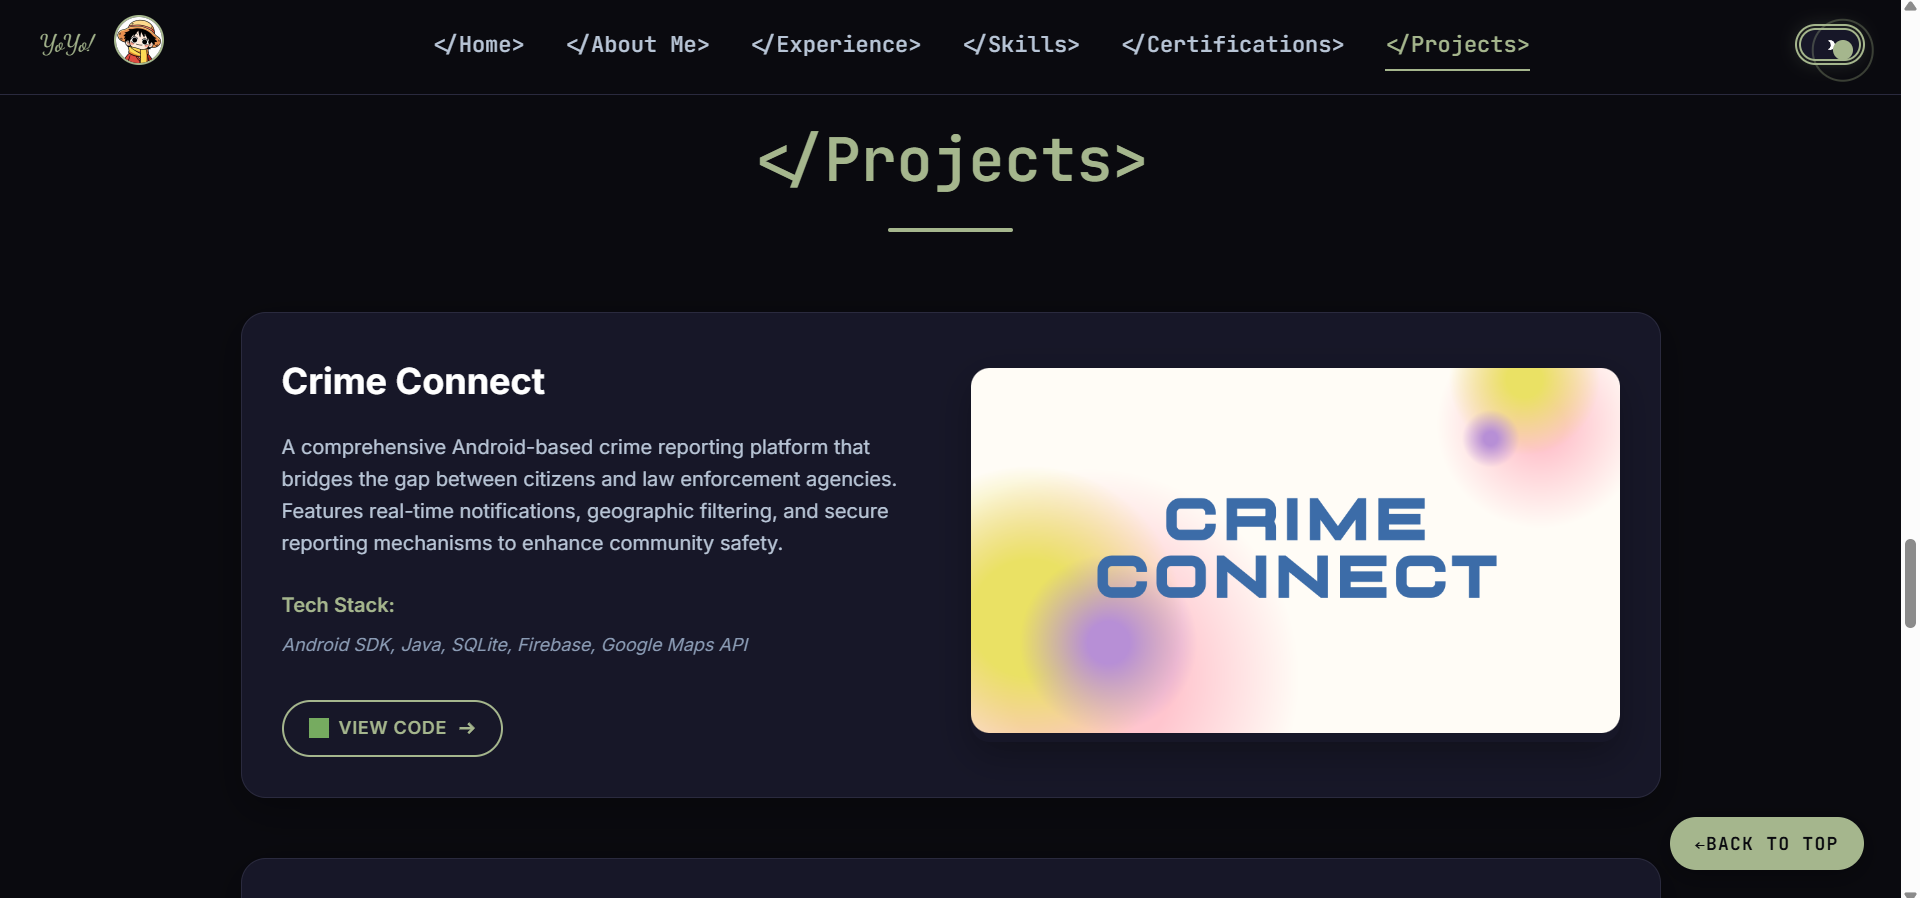 YoYo!
</Home>
</About Me>
</Experience>
</Skills>
</Certifications>
</Projects>
</Projects>
Crime Connect
A comprehensive Android-based crime reporting platform that
bridges the gap between citizens and law enforcement agencies.
Features real-time notifications, geographic filtering, and secure
reporting mechanisms to enhance community safety.
Tech Stack:
Android SDK, Java, SQLite, Firebase, Google Maps API
VIEW CODE →
CRIME
CONNECT
←BACK TO TOP